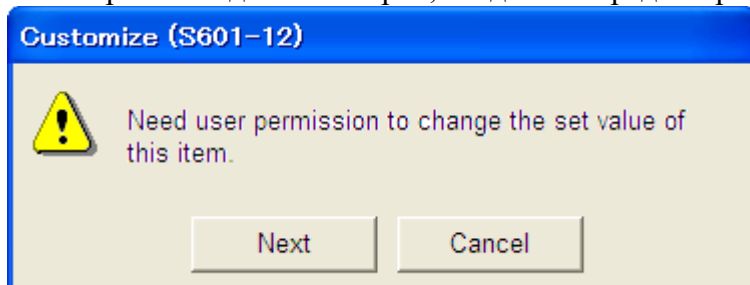 Customize (S601-12)
Need user permission to change the set value of
this item.
Next Cancel